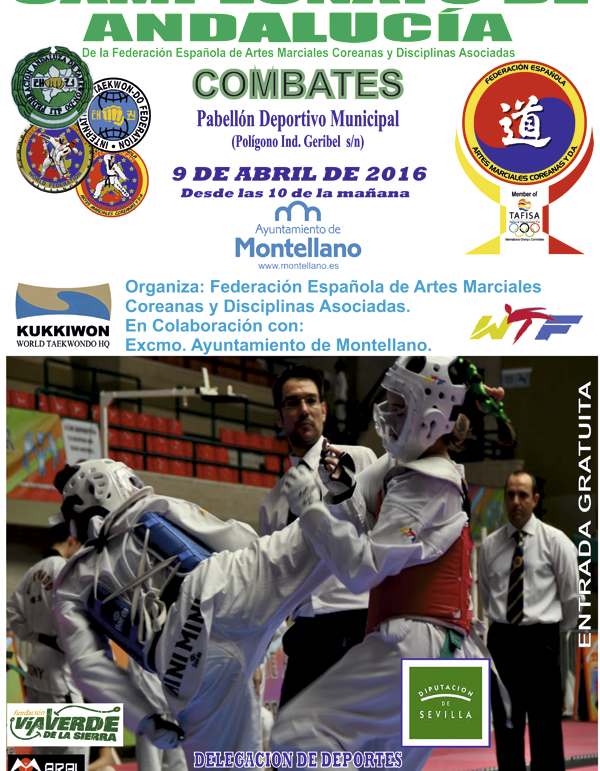 CAMPEONATO DE
ANDALUCÍA
De la Federación Española de Artes Marciales Coreanas y Disciplinas Asociadas
COMBATES
Pabellón Deportivo Municipal
(Polígono Ind. Geribel s/n)
9 DE ABRIL DE 2016
Desde las 10 de la mañana
Ayuntamiento de
Montellano
www.montellano.es
FEDERACIÓN ESPAÑOLA
道
ARTES MARCIALES COREANAS Y D.A.
Member of
TAFISA
Organiza: Federación Española de Artes Marciales
Coreanas y Disciplinas Asociadas.
En Colaboración con:
Excmo. Ayuntamiento de Montellano.
KUKKIWON
WORLD TAEKWONDO HQ
WTF
ENTRADA GRATUITA
MINI MINI
fundación
VíAVERDE
DE LA SIERRA
DIPUTACION
DE
SEVILLA
DELEGACION DE DEPORTES